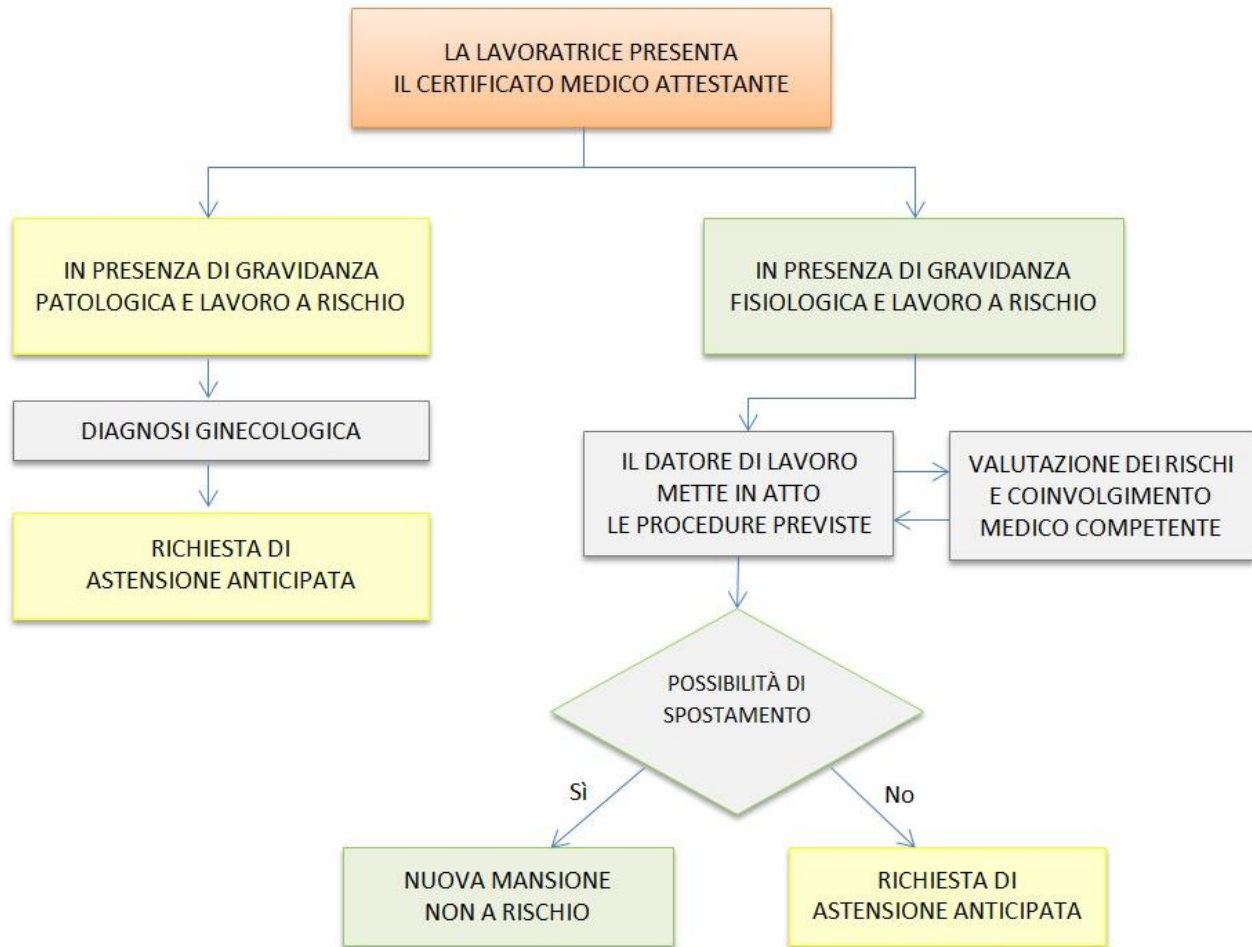 LA LAVORATRICE PRESENTA
IL CERTIFICATO MEDICO ATTESTANTE
IN PRESENZA DI GRAVIDANZA
PATOLOGICA E LAVORO A RISCHIO
IN PRESENZA DI GRAVIDANZA
FISIOLOGICA E LAVORO A RISCHIO
DIAGNOSI GINECOLOGICA
RICHIESTA DI
ASTENSIONE ANTICIPATA
IL DATORE DI LAVORO
METTE IN ATTO
LE PROCEDURE PREVISTE
VALUTAZIONE DEI RISCHI
E COINVOLGIMENTO
MEDICO COMPETENTE
POSSIBILITÀ DI
SPOSTAMENTO
Sì
No
NUOVA MANSIONE
NON A RISCHIO
RICHIESTA DI
ASTENSIONE ANTICIPATA